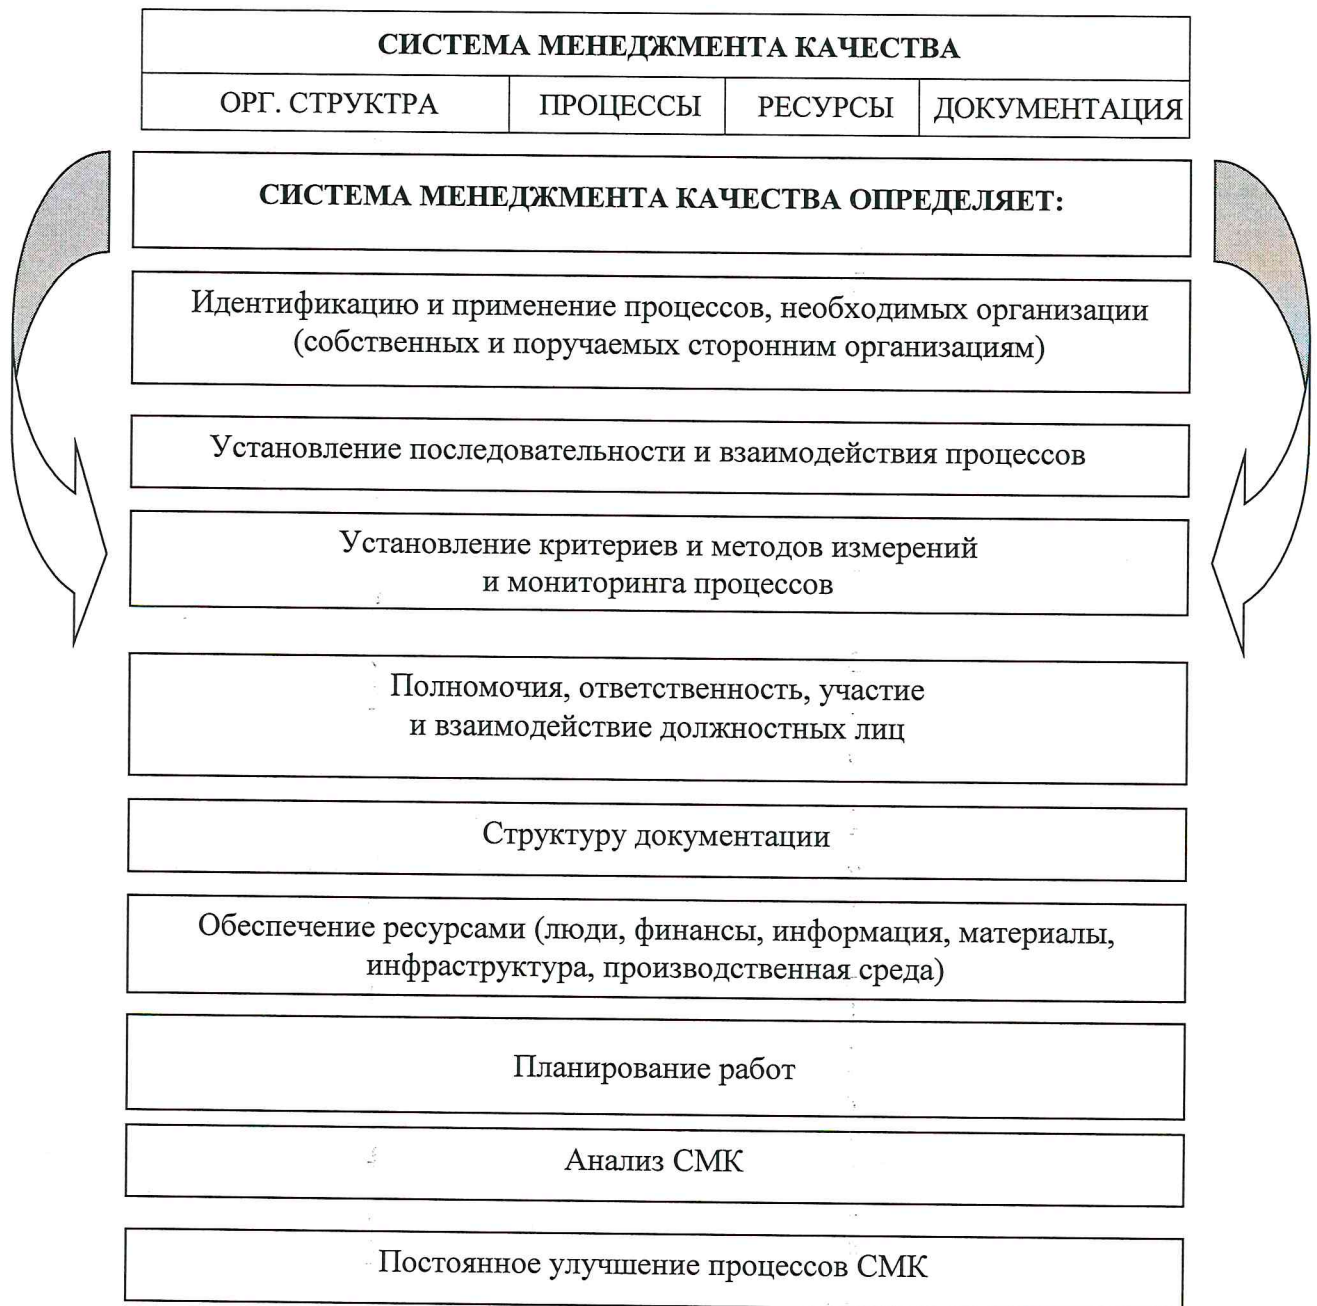 СИСТЕМА МЕНЕДЖМЕНТА КАЧЕСТВА
ОРГ. СТРУКТРА ПРОЦЕССЫ РЕСУРСЫ ДОКУМЕНТАЦИЯ
СИСТЕМА МЕНЕДЖМЕНТА КАЧЕСТВА ОПРЕДЕЛЯЕТ:
Идентификацию и применение процессов, необходимых организации
(собственных и поручаемых сторонним организациям)
Установление последовательности и взаимодействия процессов
Установление критериев и методов измерений
и мониторинга процессов
Полномочия, ответственность, участие
и взаимодействие должностных лиц
Структуру документации
Обеспечение ресурсами (люди, финансы, информация, материалы,
инфраструктура, производственная среда)
Планирование работ
Анализ СМК
Постоянное улучшение процессов СМК